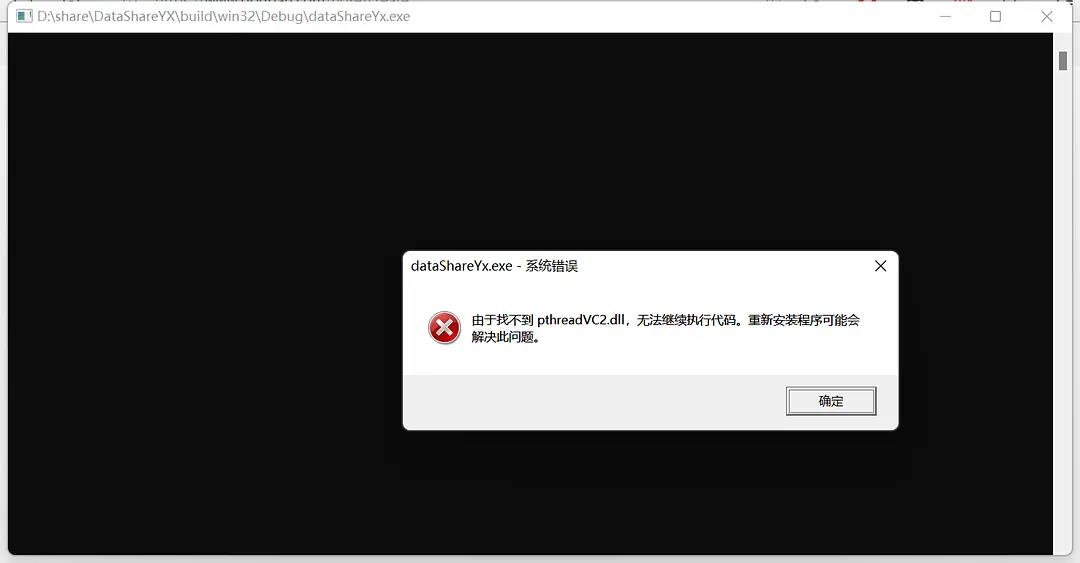 D:\share\DataShareYX\build\win32\Debug\dataShareYx.exe
dataShareYx.exe - 系统错误
由于找不到 pthreadVC2.dll，无法继续执行代码。重新安装程序可能会
解决此问题。
确定